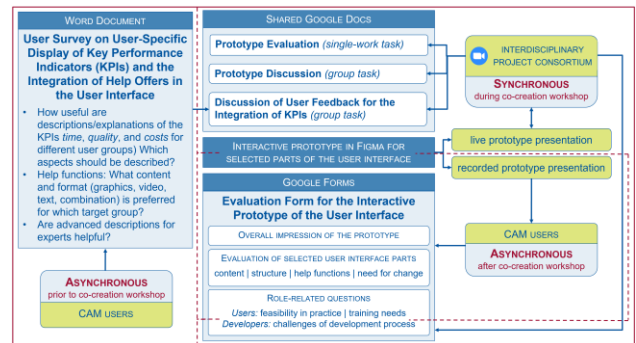 WORD DOCUMENT
User Survey on User-Specific
Display of Key Performance
Indicators (KPIs) and the
Integration of Help Offers in
the User Interface
• How useful are
descriptions/explanations of the
KPIs time, quality, and costs for
different user groups) Which
aspects should be described?
• Help functions: What content
and format (graphics, video,
text, combination) is preferred
for which target group?
• Are advanced descriptions for
experts helpful?
ASYNCHRONOUS
prior to co-creation workshop
CAM USERS
SHARED GOOGLE DOCS
Prototype Evaluation (single-work task)
Prototype Discussion (group task)
Discussion of User Feedback for the
Integration of KPIs (group task)
INTERACTIVE PROTOTYPE IN FIGMA FOR
SELECTED PARTS OF THE USER INTERFACE
GOOGLE FORMS
Evaluation Form for the Interactive
Prototype of the User Interface
OVERALL IMPRESSION OF THE PROTOTYPE
EVALUATION OF SELECTED USER INTERFACE PARTS
content | structure | help functions | need for change
ROLE-RELATED QUESTIONS
Users: feasibility in practice | training needs
Developers: challenges of development process
INTERDISCIPLINARY
PROJECT CONSORTIUM
SYNCHRONOUS
during co-creation workshop
live prototype presentation
recorded prototype presentation
CAM USERS
ASYNCHRONOUS
after co-creation workshop